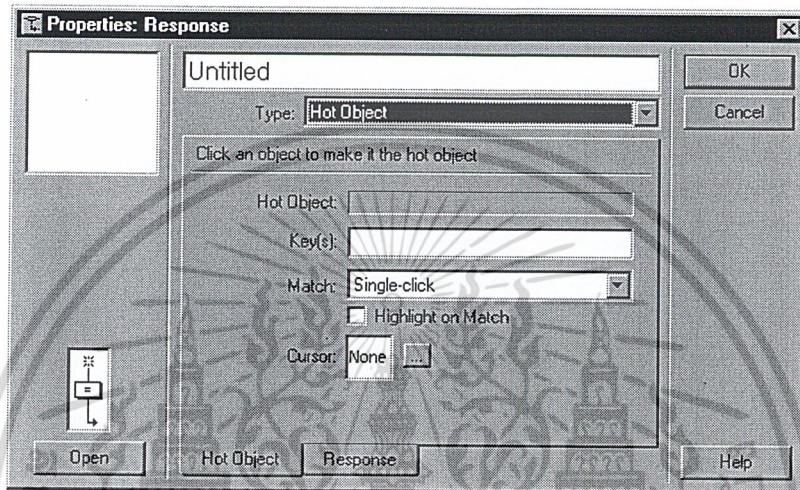 Properties: Response
Untitled
OK
Type: Hot Object
Cancel
Click an object to make it the hot object
Hot Object:
Key(s):
Match: Single-click
Highlight on Match
Cursor: None ...
=
Open
Hot Object Response
Help